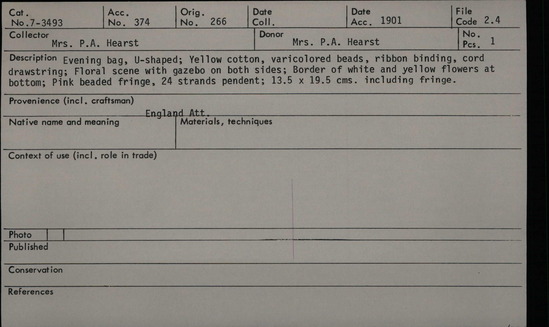 Cat. Acc. Orig. Date Date File
No. 7-3493 No. 374 No. 266 Coll. Acc. 1901 Code 2.4
Collector Donor No.
Mrs. P.A. Hearst Mrs. P.A. Hearst Pcs. 1
Description Evening bag, U-shaped; Yellow cotton, varicolored beads, ribbon binding, cord
drawstring; Floral scene with gazebo on both sides; Border of white and yellow flowers at
bottom; Pink beaded fringe, 24 strands pendent; 13.5 x 19.5 cms. including fringe.
Provenience (incl. craftsman)
England Att.
Native name and meaning Materials, techniques
Context of use (incl. role in trade)
Photo
Published
Conservation
References